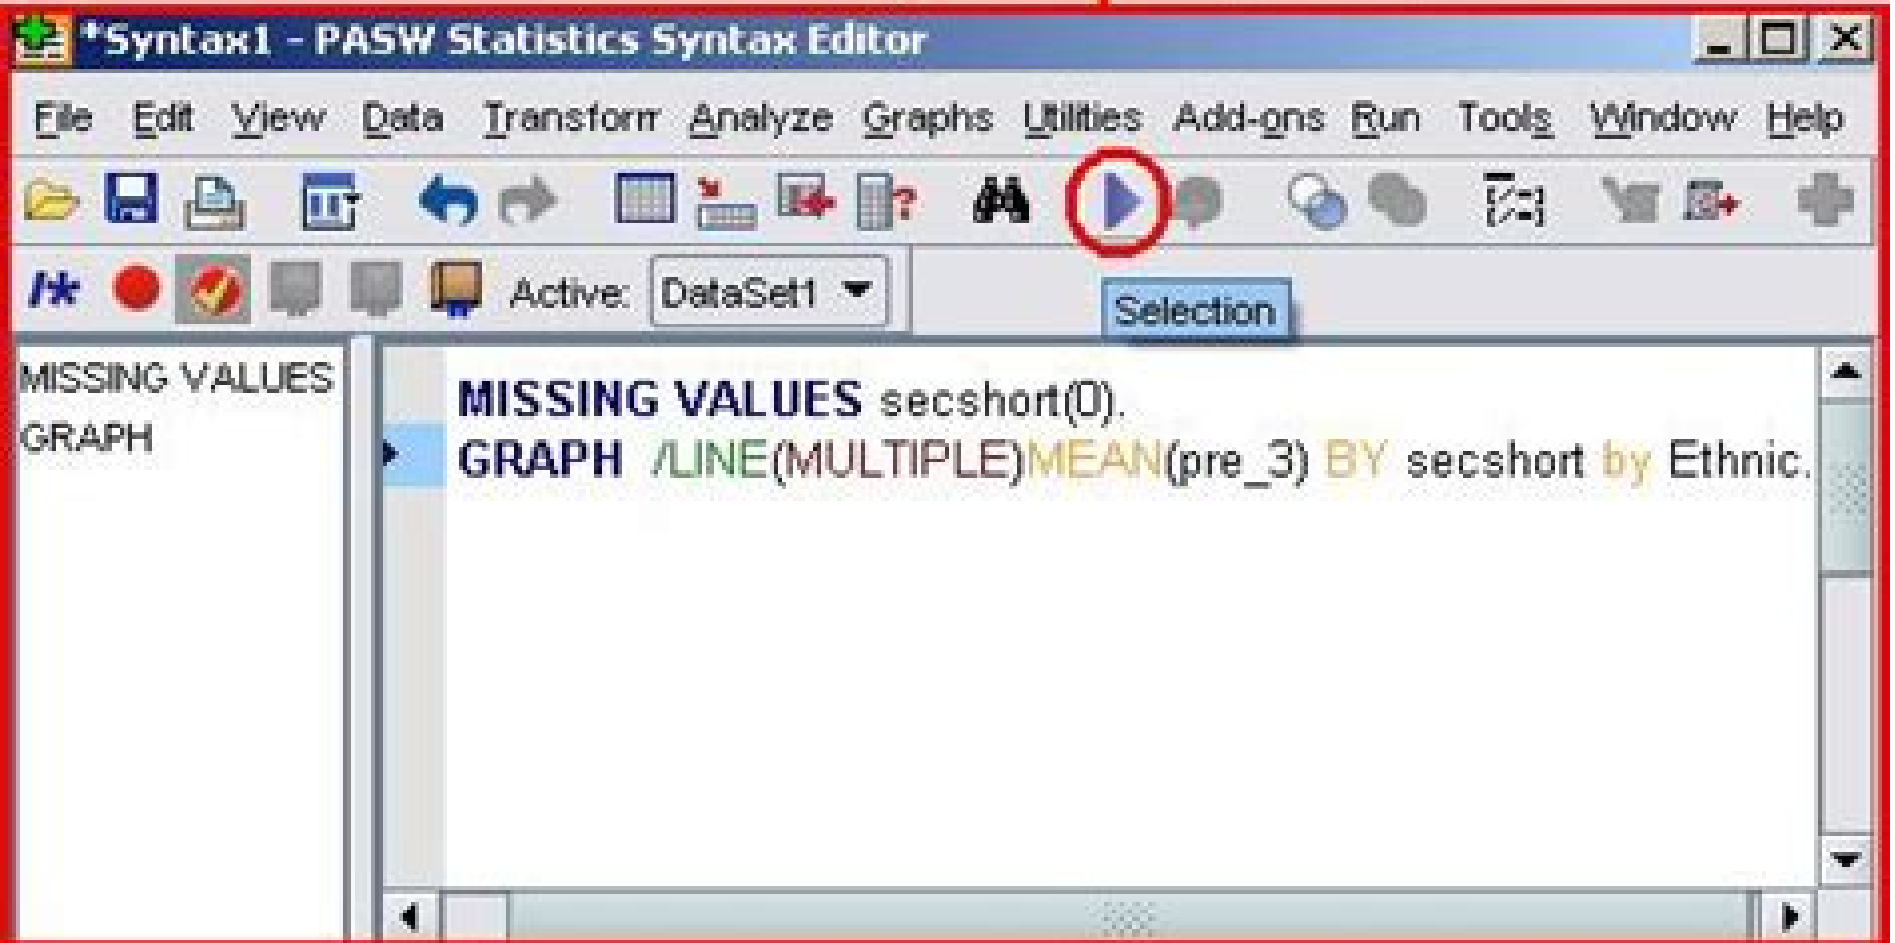 *Syntax1 - PASW Statistics Syntax Editor
File Edit View Data Transforr Analyze Graphs Utilities Add-ons Run Tools Window Help
/* Active: DataSet1
Selection
MISSING VALUES
GRAPH
MISSING VALUES secshort(0).
GRAPH /LINE(MULTIPLE)MEAN(pre_3) BY secshort by Ethnic.